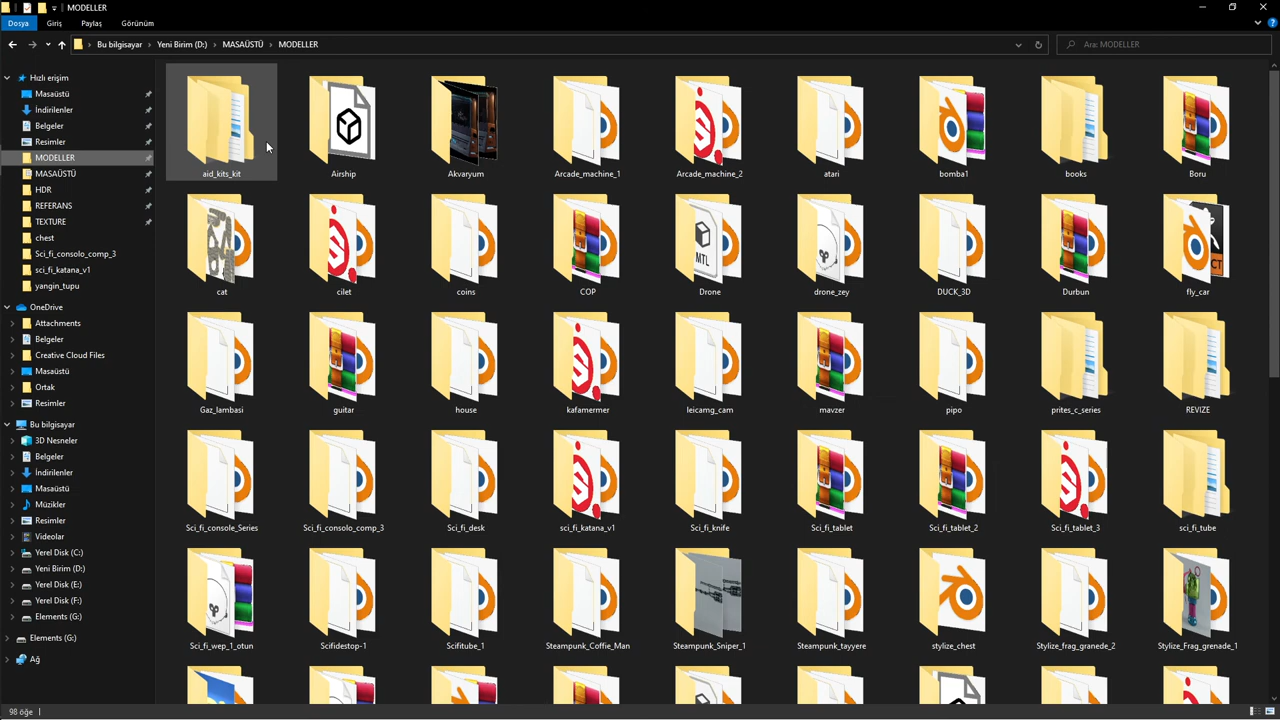 MODELLER
Dosya Giriş Paylaş Görünüm
Bu bilgisayar Yeni Birim (D:) MASAÜSTÜ MODELLER
Ara: MODELLER
Hızlı erişim
Masaüstü
İndirilenler
Belgeler
Resimler
MODELLER
MASAÜSTÜ
HDR
REFERANS
TEXTURE
chest
Sci_fi_consolo_comp_3
sci_fi_katana_v1
yangin_tupu
OneDrive
Attachments
Belgeler
Creative Cloud Files
Masaüstü
Ortak
Resimler
Bu bilgisayar
3D Nesneler
Belgeler
İndirilenler
Masaüstü
Müzikler
Resimler
Videolar
Yerel Disk (C:)
Yeni Birim (D:)
Yerel Disk (E:)
Yerel Disk (F:)
Elements (G:)
Elements (G:)
Ağ
aid_kits_kit Airship Akvaryum Arcade_machine_1 Arcade_machine_2 atari bomba1 books Boru
MTL
CT
cat cilet coins COP Drone drone_zey DUCK_3D Durbun fly_car
Gaz_lambasi guitar house kafamermer leicamg_cam mavzer pipo prites_c_series REVIZE
Sci_fi_console_Series Sci_fi_consolo_comp_3 Sci_fi_desk sci_fi_katana_v1 Sci_fi_knife Sci_fi_tablet Sci_fi_tablet_2 Sci_fi_tablet_3 sci_fi_tube
Sci_fi_wep_1_otun Scifidestop-1 Scifitube_1 Steampunk_Coffie_Man Steampunk_Sniper_1 Steampunk_tayyere stylize_chest Stylize_frag_granede_2 Stylize_Frag_grenade_1
98 öğe